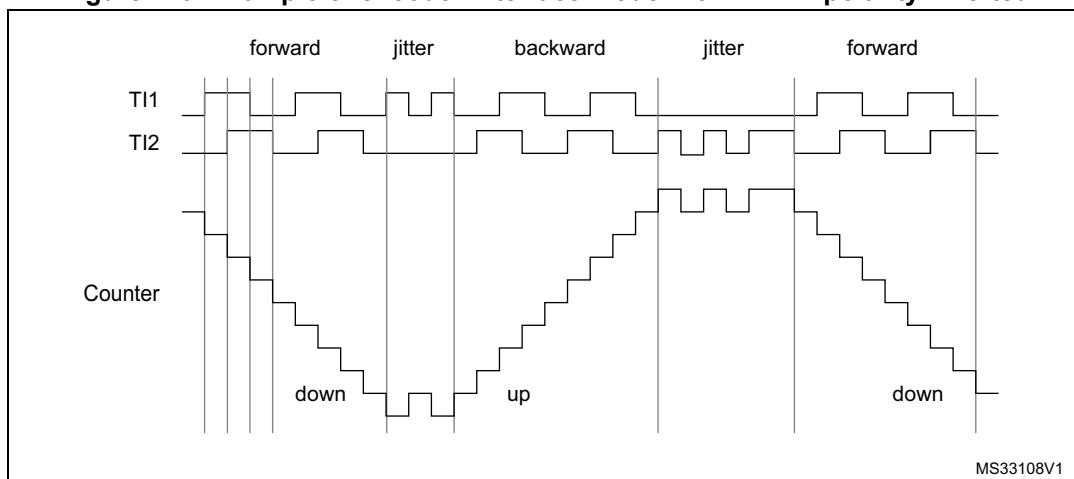 forward jitter backward jitter forward
TI1
TI2
Counter
down up down
MS33108V1